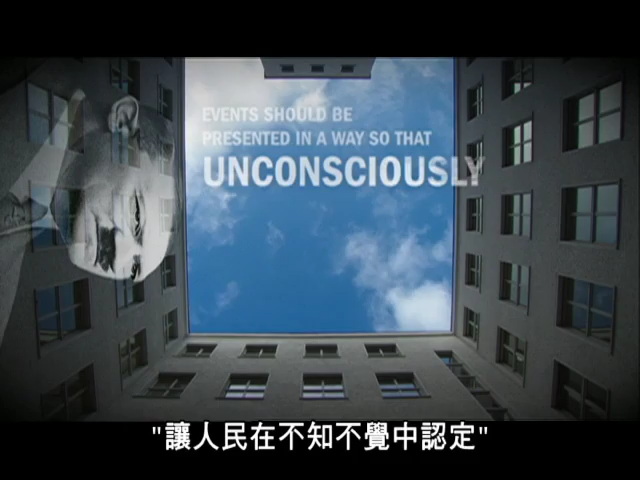 EVENTS SHOULD BE
PRESENTED IN A WAY SO THAT
UNCONSCIOUSLY
"讓人民在不知不覺中認定"